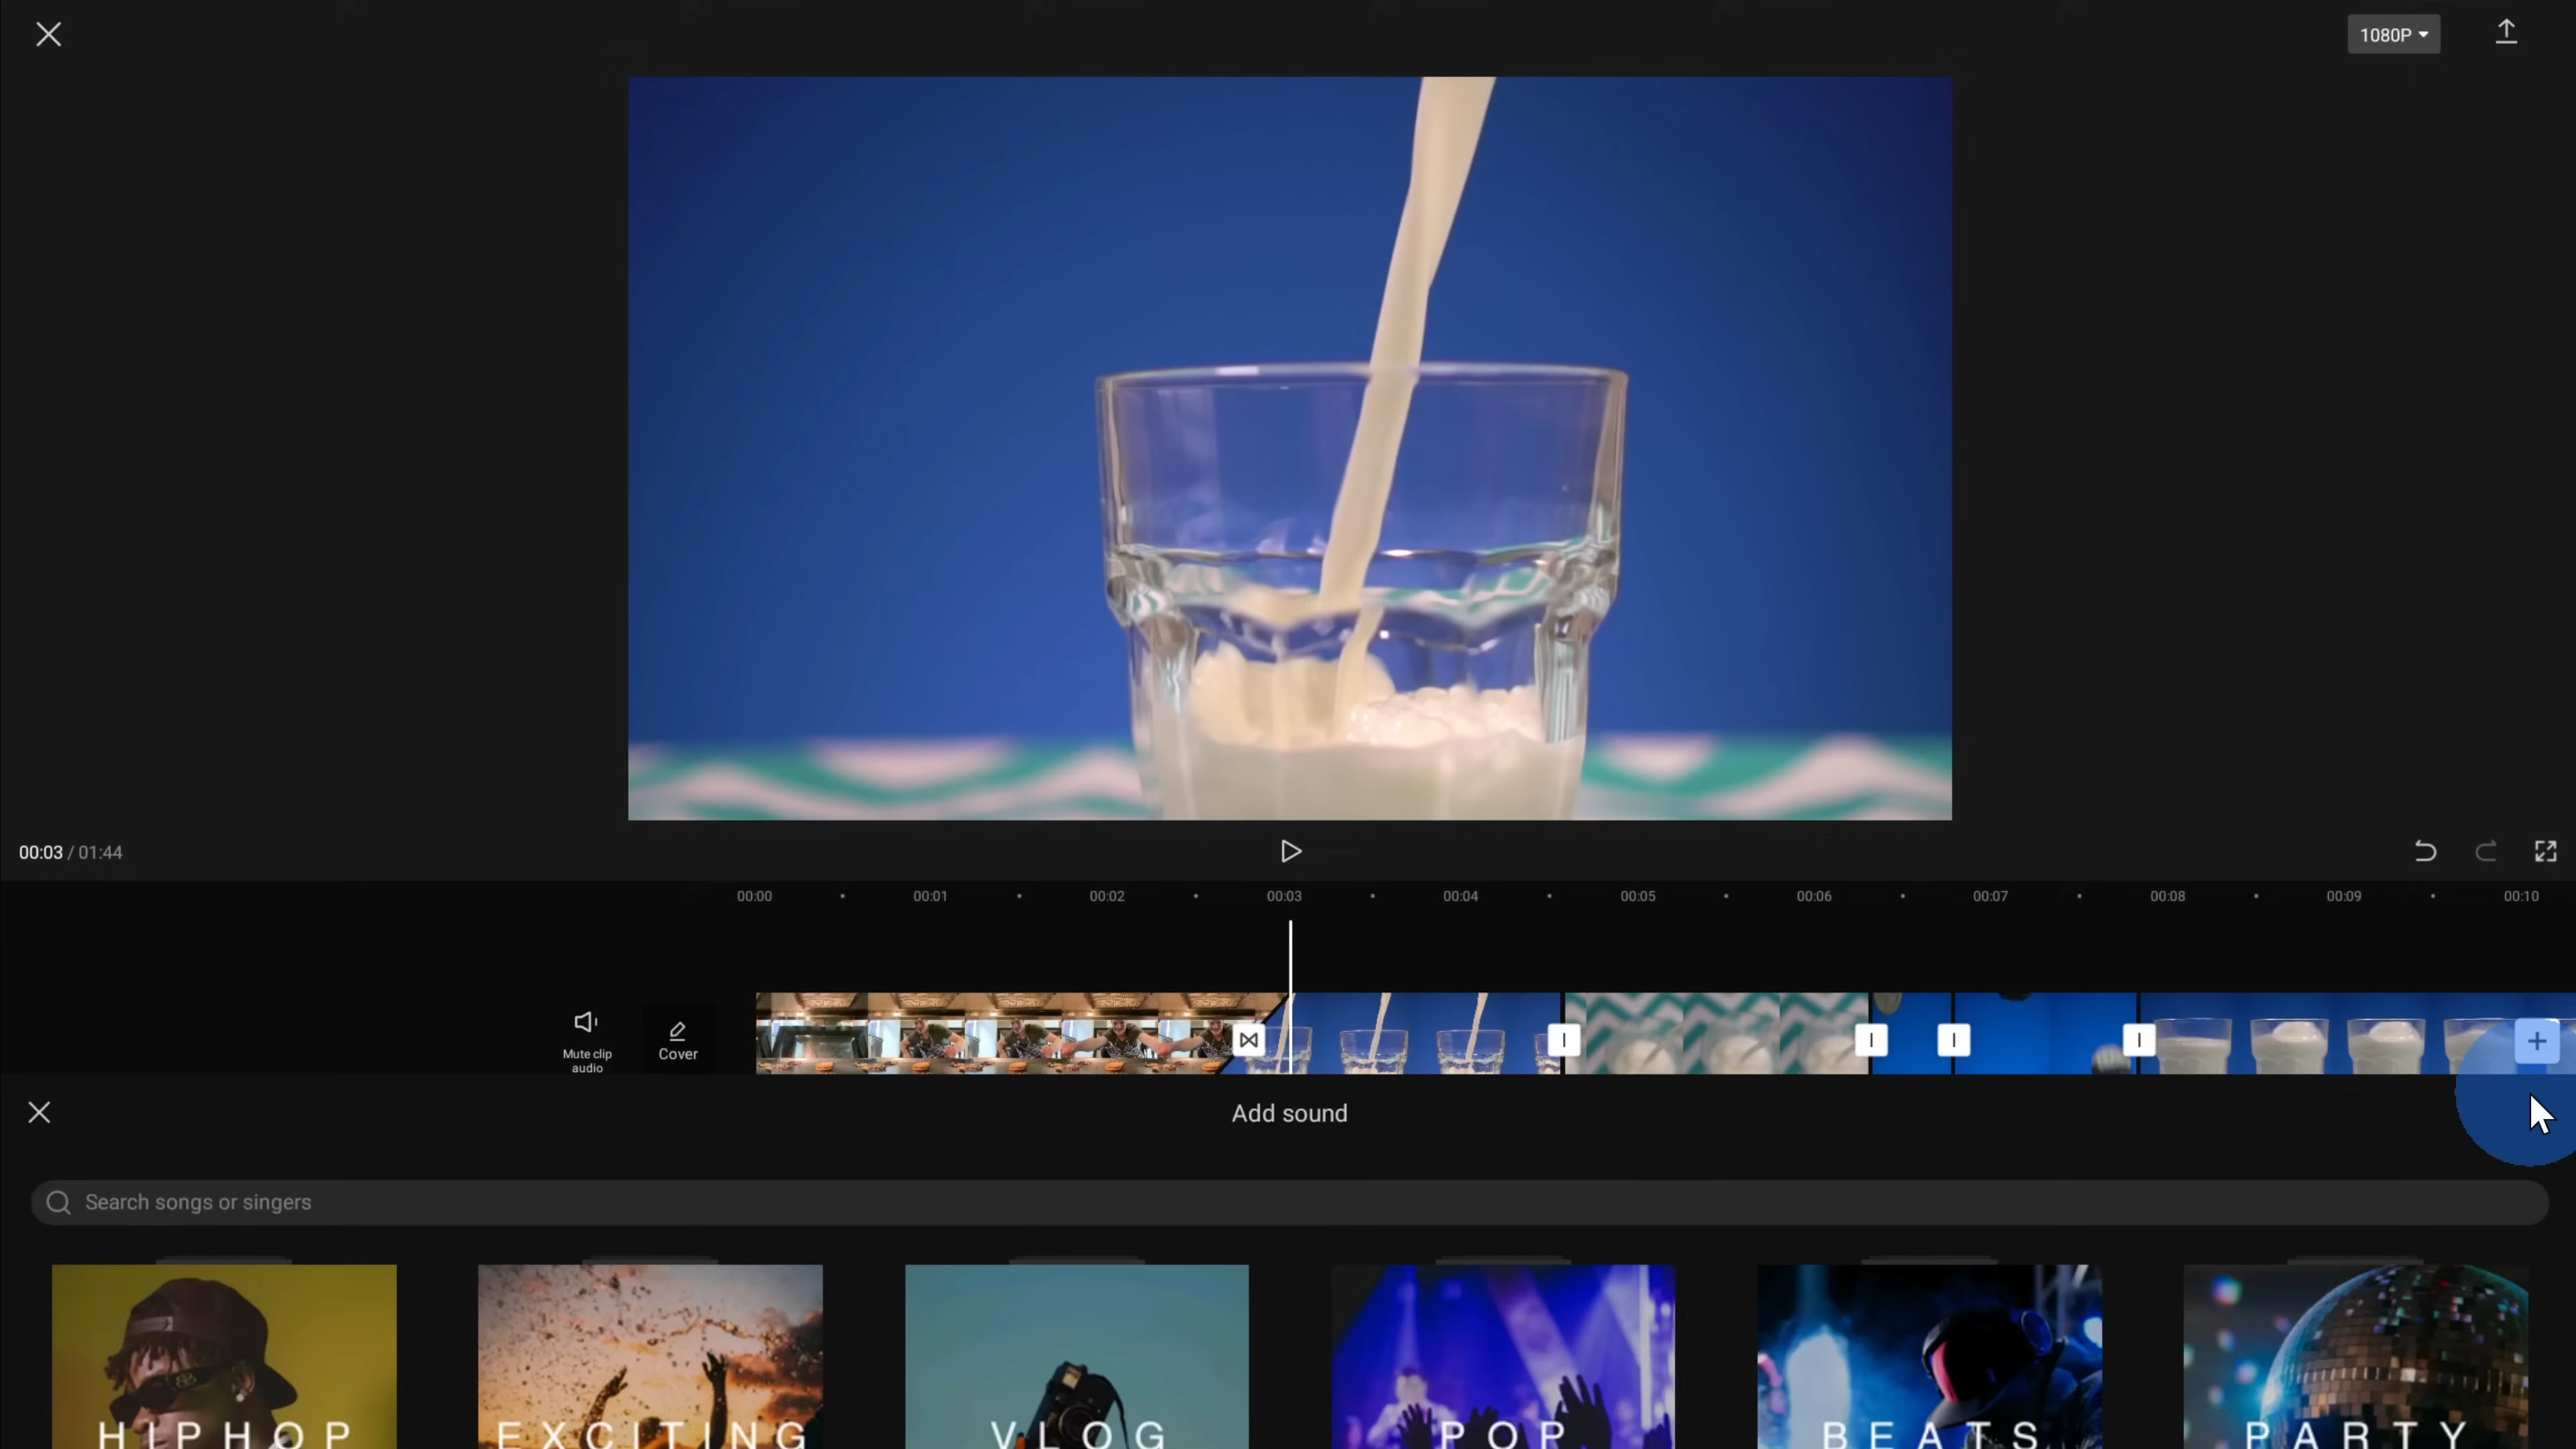 1080P
00:03 / 01:44
00:00 00:01 00:02 00:03 00:04 00:05 00:06 00:07 00:08 00:09 00:10
Mute clip
audio
Cover
Add sound
Search songs or singers
HIPHOP EXCITING VLOG POP BEATS PARTY